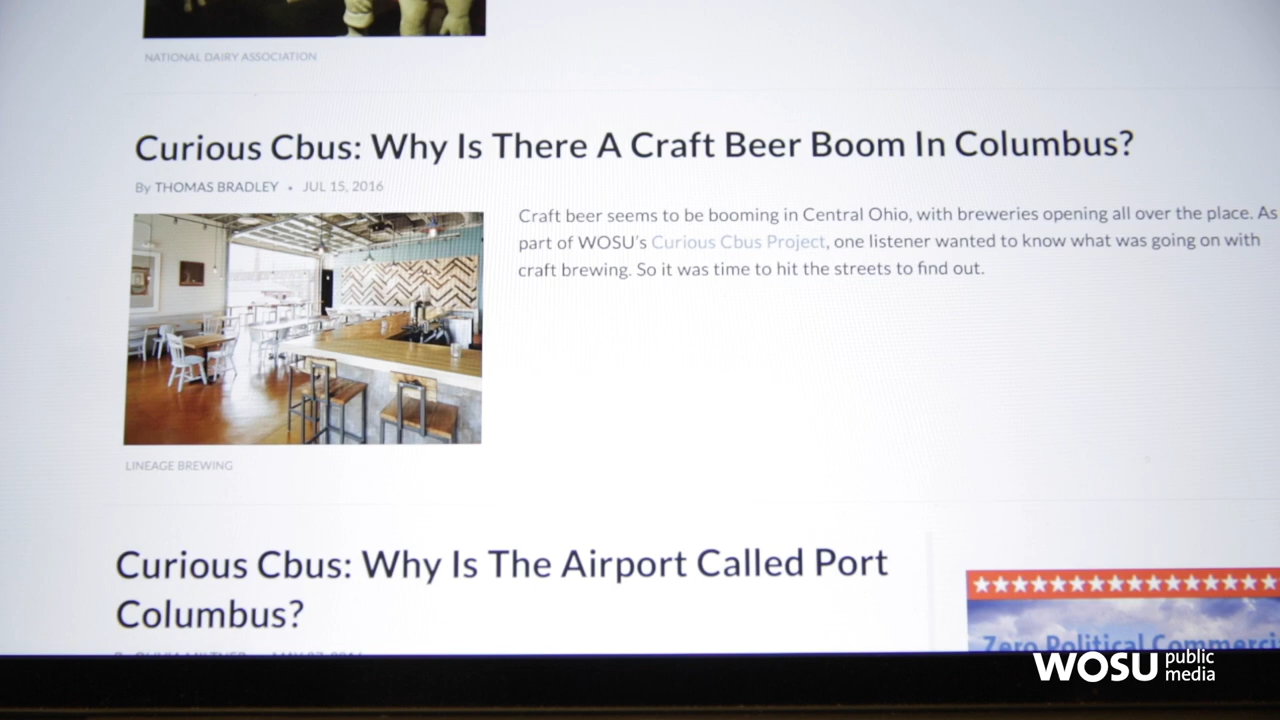 NATIONAL DAIRY ASSOCIATION
Curious Cbus: Why Is There A Craft Beer Boom In Columbus?
By THOMAS BRADLEY • JUL 15, 2016
Craft beer seems to be booming in Central Ohio, with breweries opening all over the place. As
part of WOSU's Curious Cbus Project, one listener wanted to know what was going on with
craft brewing. So it was time to hit the streets to find out.
LINEAGE BREWING
Curious Cbus: Why Is The Airport Called Port
Columbus?
Zero Political
WOSU public
media